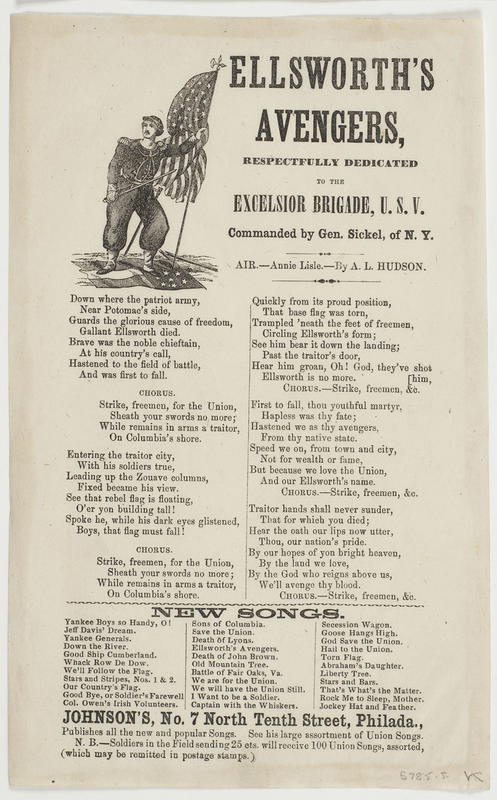 ELLSWORTH'S
AVENGERS,
RESPECTFULLY DEDICATED
TO THE
EXCELSIOR BRIGADE, U. S. V.
Commanded by Gen. Sickel, of N. Y.
AIR.—Annie Lisle.—By A. L. HUDSON.
Down where the patriot army,
Near Potomac's side,
Guards the glorious cause of freedom,
Gallant Ellsworth died.
Brave was the noble chieftain,
At his country's call,
Hastened to the field of battle,
And was first to fall.
CHORUS.
Strike, freemen, for the Union,
Sheath your swords no more;
While remains in arms a traitor,
On Columbia's shore.
Entering the traitor city,
With his soldiers true,
Leading up the Zouave columns,
Fixed became his view.
See that rebel flag is floating,
O'er yon building tall!
Spoke he, while his dark eyes glistened,
Boys, that flag must fall!
CHORUS.
Strike, freemen, for the Union,
Sheath your swords no more;
While remains in arms a traitor,
On Columbia's shore.
Quickly from its proud position,
That base flag was torn,
Trampled 'neath the feet of freemen,
Circling Ellsworth's form;
See him bear it down the landing;
Past the traitor's door,
Hear him groan, Oh! God, they've shot
Ellsworth is no more. [him,
CHORUS.—Strike, freemen, &c.
First to fall, thou youthful martyr,
Hapless was thy fate;
Hastened we as thy avengers,
From thy native state.
Speed we on, from town and city,
Not for wealth or fame,
But because we love the Union,
And our Ellsworth's name.
CHORUS.—Strike, freemen, &c.
Traitor hands shall never sunder,
That for which you died;
Hear the oath our lips now utter,
Thou, our nation's pride.
By our hopes of yon bright heaven,
By the land we love,
By the God who reigns above us,
We'll avenge thy blood.
CHORUS.—Strike, freemen, &c.
NEW SONGS.
Yankee Boys so Handy, O!
Jeff Davis' Dream.
Yankee Generals.
Down the River.
Good Ship Cumberland.
Whack Row De Dow.
We'll Follow the Flag.
Stars and Stripes, Nos. 1 & 2.
Our Country's Flag.
Good Bye, or Soldier's Farewell
Col. Owen's Irish Volunteers.
Sons of Columbia.
Save the Union.
Death of Lyons.
Ellsworth's Avengers.
Death of John Brown.
Old Mountain Tree.
Battle of Fair Oaks, Va.
We are for the Union.
We will have the Union Still.
I Want to be a Soldier.
Captain with the Whiskers.
Secession Wagon.
Goose Hangs High.
God Save the Union.
Hail to the Union.
Torn Flag.
Abraham's Daughter.
Liberty Tree.
Stars and Bars.
That's What's the Matter.
Rock Me to Sleep, Mother.
Jockey Hat and Feather.
JOHNSON'S, No. 7 North Tenth Street, Philada.,
Publishes all the new and popular Songs. See his large assortment of Union Songs.
N. B.—Soldiers in the Field sending 25 cts. will receive 100 Union Songs, assorted,
(which may be remitted in postage stamps.)